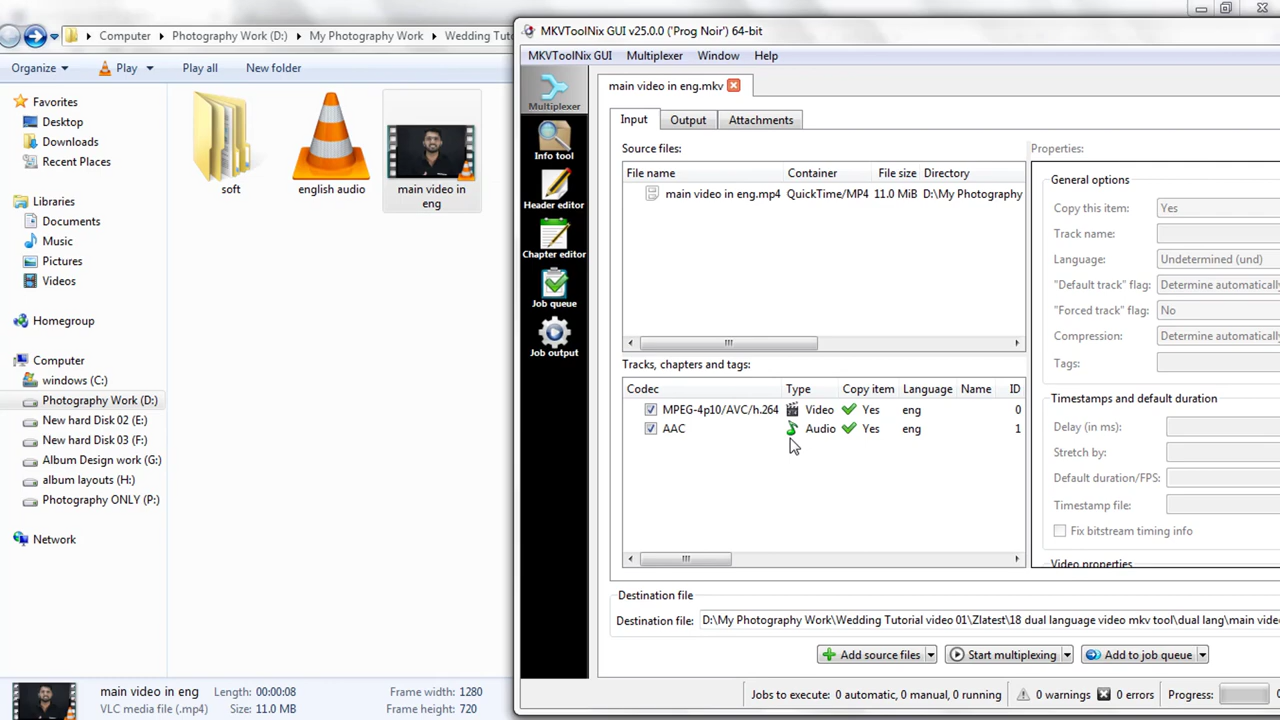 Computer ▸ Photography Work (D:) ▸ My Photography Work ▸ Wedding Tuto
Organize Play Play all New folder
Favorites
Desktop
Downloads
Recent Places
Libraries
Documents
Music
Pictures
Videos
Homegroup
Computer
windows (C:)
Photography Work (D:)
New hard Disk 02 (E:)
New hard Disk 03 (F:)
Album Design work (G:)
album layouts (H:)
Photography ONLY (P:)
Network
soft
english audio
main video in
eng
main video in eng Length: 00:00:08 Frame width: 1280
VLC media file (.mp4) Size: 11.0 MB Frame height: 720
MKVToolNix GUI v25.0.0 ('Prog Noir') 64-bit
MKVToolNix GUI Multiplexer Window Help
Multiplexer
Info tool
Header editor
Chapter editor
Job queue
Job output
main video in eng.mkv
Input Output Attachments
Source files:
File name Container File size Directory
main video in eng.mp4 QuickTime/MP4 11.0 MiB D:\My Photography
Tracks, chapters and tags:
Codec Type Copy item Language Name ID
MPEG-4p10/AVC/h.264 Video Yes eng 0
AAC Audio Yes eng 1
Properties:
General options
Copy this item: Yes
Track name:
Language: Undetermined (und)
"Default track" flag: Determine automatically
"Forced track" flag: No
Compression: Determine automatically
Tags:
Timestamps and default duration
Delay (in ms):
Stretch by:
Default duration/FPS:
Timestamp file:
Fix bitstream timing info
Video properties
Destination file
Destination file: D:\My Photography Work\Wedding Tutorial video 01\Zlatest\18 dual language video mkv tool\dual lang\main video
Add source files Start multiplexing Add to job queue
Jobs to execute: 0 automatic, 0 manual, 0 running 0 warnings 0 errors Progress: